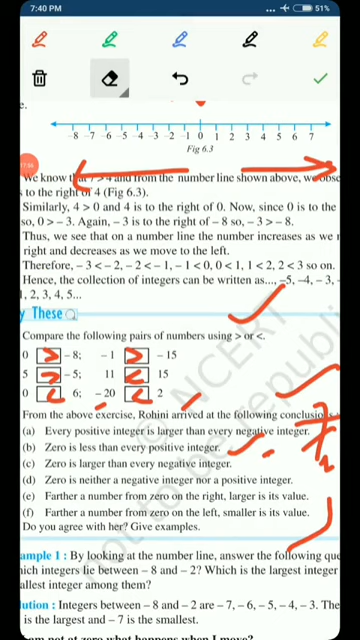 7:40 PM
51%
e.
-8 -7 -6 -5 -4 -3 -2 -1 0 1 2 3 4 5 6 7
Fig 6.3
We know that 7 > 4 and from the number line shown above, we obse
s to the right of 4 (Fig 6.3).
Similarly, 4 > 0 and 4 is to the right of 0. Now, since 0 is to the
so, 0 > – 3. Again, – 3 is to the right of – 8 so, – 3 > – 8.
Thus, we see that on a number line the number increases as we
right and decreases as we move to the left.
Therefore, – 3 < – 2, – 2 < – 1, – 1 < 0, 0 < 1, 1 < 2, 2 < 3 so on.
Hence, the collection of integers can be written as..., –5, –4, – 3,
1, 2, 3, 4, 5...
y These
Compare the following pairs of numbers using > or <.
0 > – 8; – 1 > – 15
5 > – 5; 11 < 15
0 < 6; – 20 < 2
From the above exercise, Rohini arrived at the following conclusions
(a) Every positive integer is larger than every negative integer.
(b) Zero is less than every positive integer.
(c) Zero is larger than every negative integer.
(d) Zero is neither a negative integer nor a positive integer.
(e) Farther a number from zero on the right, larger is its value.
(f) Farther a number from zero on the left, smaller is its value.
Do you agree with her? Give examples.
© NCERT
not to be republi
ample 1 : By looking at the number line, answer the following que
hich integers lie between – 8 and – 2? Which is the largest integer
allest integer among them?
lution : Integers between – 8 and – 2 are – 7, – 6, – 5, – 4, – 3. The
is the largest and – 7 is the smallest.